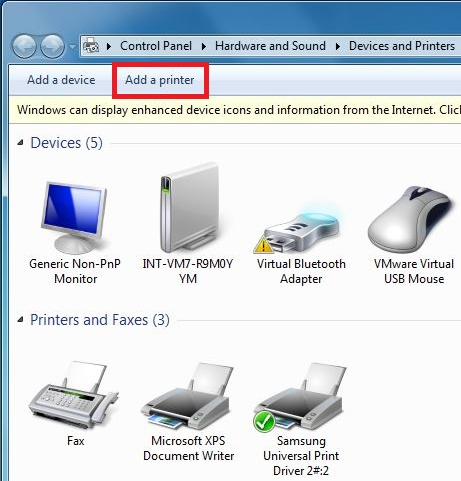 Control Panel Hardware and Sound Devices and Printers
Add a device Add a printer
Windows can display enhanced device icons and information from the Internet. Clic
Devices (5)
Generic Non-PnP
Monitor
INT-VM7-R9M0Y
YM
Virtual Bluetooth
Adapter
VMware Virtual
USB Mouse
Printers and Faxes (3)
Fax
Microsoft XPS
Document Writer
Samsung
Universal Print
Driver 2#:2